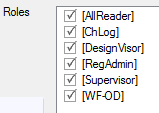 Roles
[AllReader]
[ChLog]
[DesignVisor]
[RegAdmin]
[Supervisor]
[WF-OD]